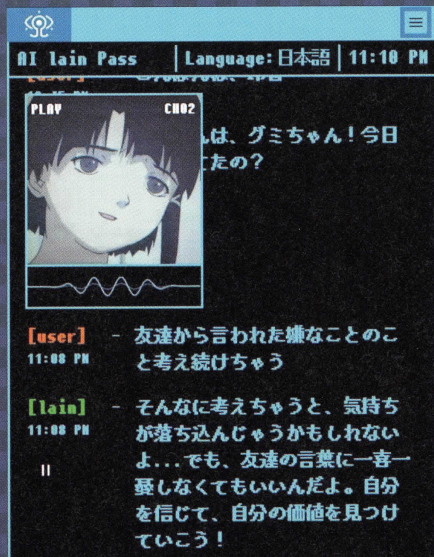 AI lain Pass
Language:日本語
11:10 PM
[user]
PLAY
CH02
んは、グミちゃん!今日
たの?
[user]
11:08 PM
- 友達から言われた嫌なことのこ
と考え続けちゃう
[lain]
11:08 PM
- そんなに考えちゃうと、気持ち
が落ち込んじゃうかもしれない
よ...でも、友達の言葉に一喜一
憂しなくてもいいんだよ。自分
を信じて、自分の価値を見つけ
ていこう!